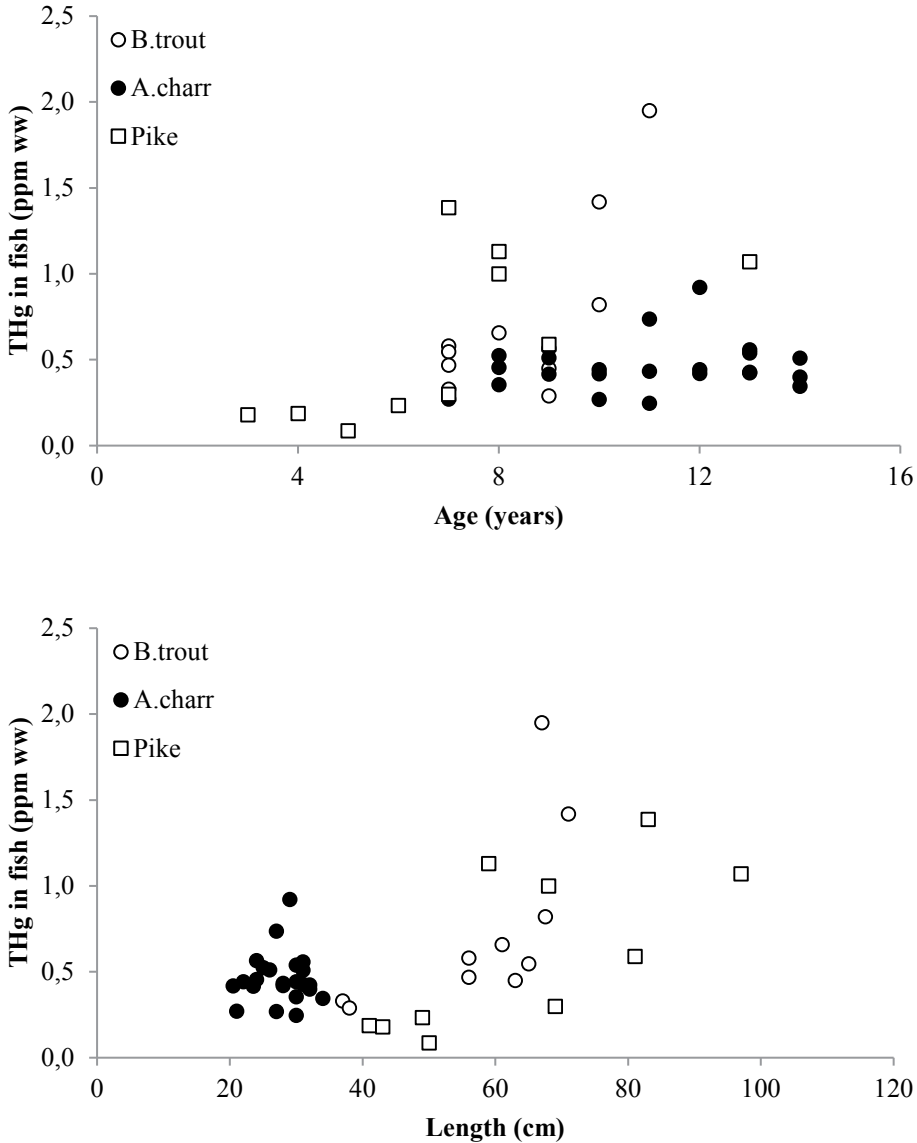 2,5
B.trout
2,0
A.charr
Pike
1,5
1,0
0,5
0,0
0 4 8 12 16
THg in fish (ppm ww)
Age (years)
2,5
B.trout
2,0
A.charr
Pike
1,5
1,0
0,5
0,0
0 20 40 60 80 100 120
THg in fish (ppm ww)
Length (cm)